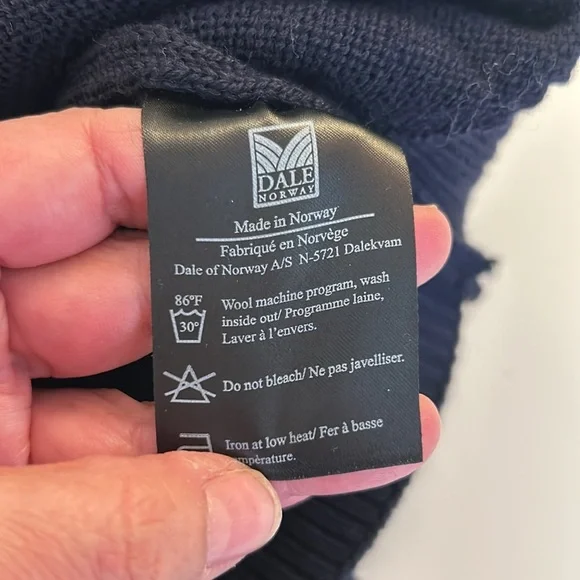 DALE
NORWAY
Made in Norway
Fabriqué en Norvège
Dale of Norway A/S N-5721 Dalekvam
86°F
30°
Wool machine program, wash
inside out/ Programme laine,
Laver à l'envers.
Do not bleach/ Ne pas javelliser.
Iron at low heat/ Fer à basse